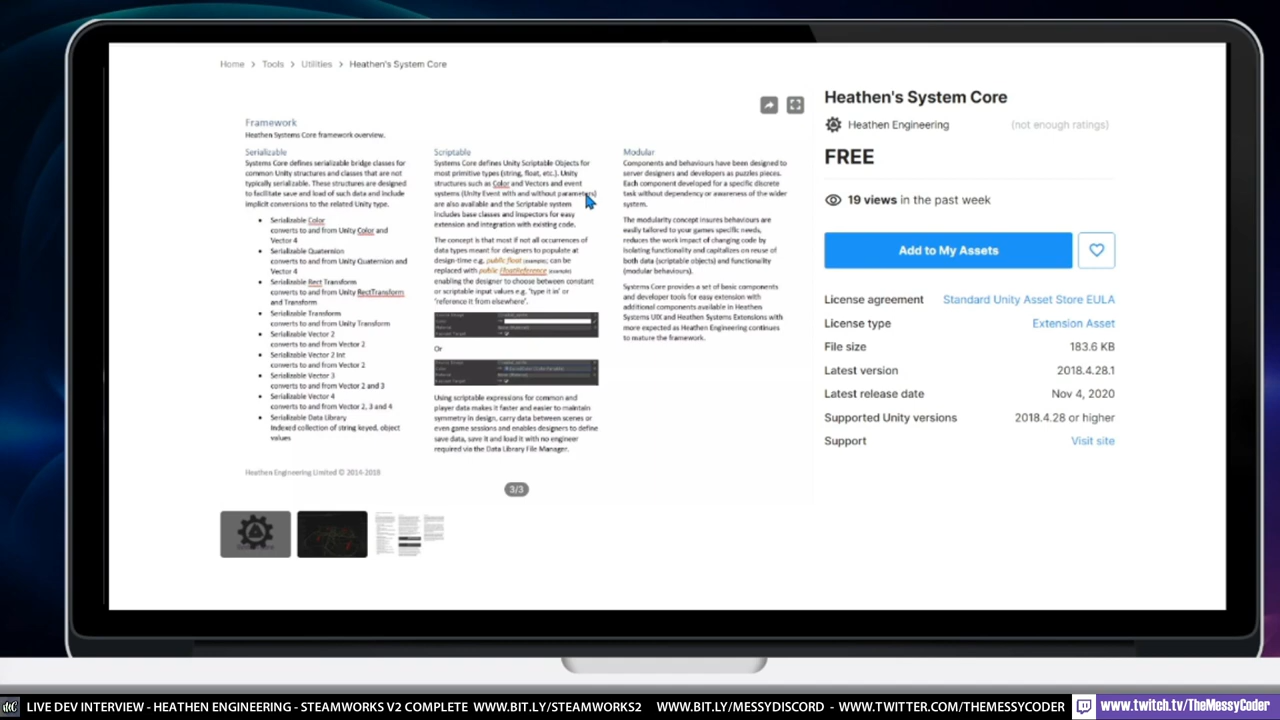 Home > Tools > Utilities > Heathen's System Core
Framework
Heathen Systems Core framework overview.
Serializable
Systems Core defines serializable bridge classes for
common Unity structures and classes that are not
typically serializable. These structures are designed
to facilitate save and load of such data and include
implicit conversions to the related Unity type.
• Serializable Color
converts to and from Unity Color and
Vector 4
• Serializable Quaternion
converts to and from Unity Quaternion and
Vector 4
• Serializable Rect Transform
converts to and from Unity RectTransform
and Transform
• Serializable Transform
converts to and from Unity Transform
• Serializable Vector 2
converts to and from Vector 2
• Serializable Vector 2 Int
converts to and from Vector 2
• Serializable Vector 3
converts to and from Vector 2 and 3
• Serializable Vector 4
converts to and from Vector 2, 3 and 4
• Serializable Data Library
Indexed collection of string keyed, object
values
Heathen Engineering Limited © 2014-2018
Scriptable
Systems Core defines Unity Scriptable Objects for
most primitive types (string, float, etc.). Unity
structures such as Color and Vectors and event
systems (Unity Event with and without parameters)
are also available and the Scriptable system
includes base classes and inspectors for easy
extension and integration with existing code.
The concept is that most if not all occurrences of
data types meant for designers to populate at
design-time e.g. public float (example; can be
replaced with public FloatReference (example)
enabling the designer to choose between constant
or scriptable input values e.g. 'type it in' or
'reference it from elsewhere'.
Or
Using scriptable expressions for common and
player data makes it faster and easier to maintain
symmetry in design, carry data between scenes or
even game sessions and enables designers to define
save data, save it and load it with no engineer
required via the Data Library File Manager.
Modular
Components and behaviours have been designed to
server designers and developers as puzzles pieces.
Each component developed for a specific discrete
task without dependency or awareness of the wider
system.
The modularity concept insures behaviours are
easily tailored to your games specific needs,
reduces the work impact of changing code by
isolating functionality and capitalizes on reuse of
both data (scriptable objects) and functionality
(modular behaviours).
Systems Core provides a set of basic components
and developer tools for easy extension with
additional components available in Heathen
Systems UIX and Heathen Systems Extensions with
more expected as Heathen Engineering continues
to mature the framework.
3/3
Heathen's System Core
Heathen Engineering (not enough ratings)
FREE
19 views in the past week
Add to My Assets
License agreement Standard Unity Asset Store EULA
License type Extension Asset
File size 183.6 KB
Latest version 2018.4.28.1
Latest release date Nov 4, 2020
Supported Unity versions 2018.4.28 or higher
Support Visit site
LIVE DEV INTERVIEW - HEATHEN ENGINEERING - STEAMWORKS V2 COMPLETE WWW.BIT.LY/STEAMWORKS2 WWW.BIT.LY/MESSYDISCORD - WWW.TWITTER.COM/THEMESSYCODER
www.twitch.tv/TheMessyCoder